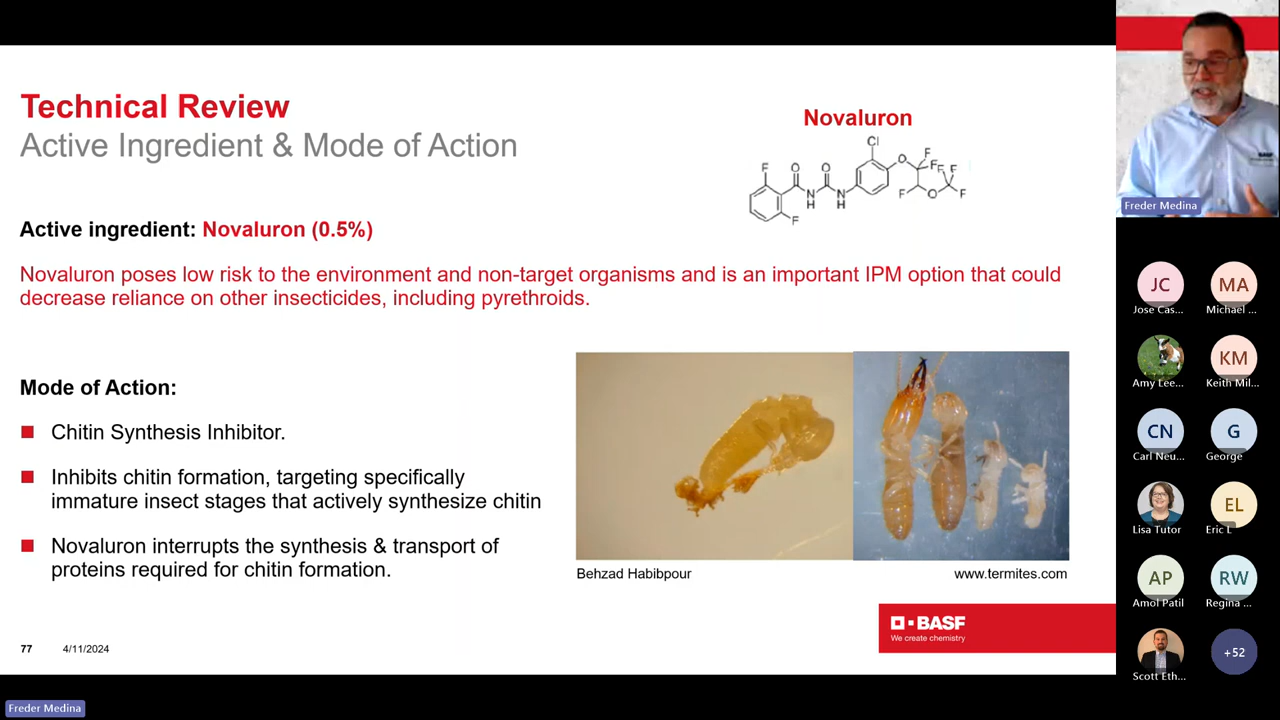 Technical Review
Active Ingredient & Mode of Action
Novaluron
Cl
F
O
O
O
F
F
F
F
N
H
N
H
F
O
F
F
Active ingredient: Novaluron (0.5%)
Novaluron poses low risk to the environment and non-target organisms and is an important IPM option that could
decrease reliance on other insecticides, including pyrethroids.
Mode of Action:
Chitin Synthesis Inhibitor.
Inhibits chitin formation, targeting specifically
immature insect stages that actively synthesize chitin
Novaluron interrupts the synthesis & transport of
proteins required for chitin formation.
Behzad Habibpour
www.termites.com
BASF
We create chemistry
77
4/11/2024
Freder Medina
BASF
Freder Medina
JC
MA
Jose Cas...
Michael ...
KM
Amy Lee...
Keith Mil...
CN
G
Carl Neu...
George
EL
Lisa Tutor
Eric L
AP
RW
Amol Patil
Regina ...
+52
Scott Eth...